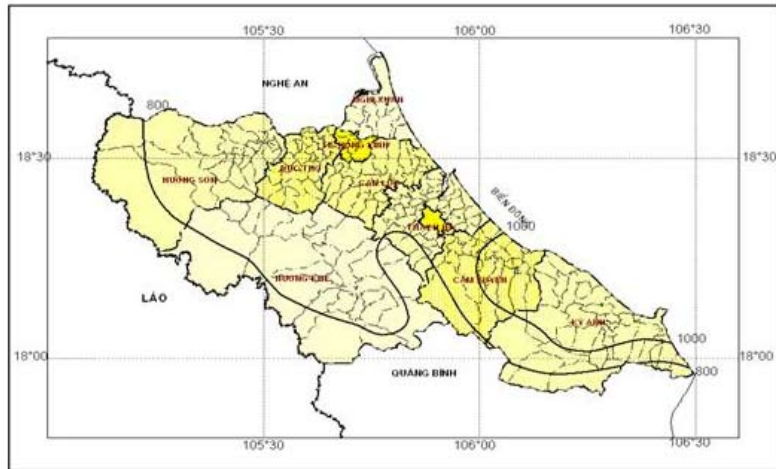 105°30
106°00
106°30
NGHỆ AN
800
NGHI XUÂN
18°30
18°30
ĐỨC THỌ
CAN LỘC
HƯƠNG SƠN
BIỂN ĐÔNG
1000
LÀO
HƯƠNG KHÊ
CẨM XUYÊN
KỲ ANH
1000
18°00
18°00
QUẢNG BÌNH
800
105°30
106°00
106°30